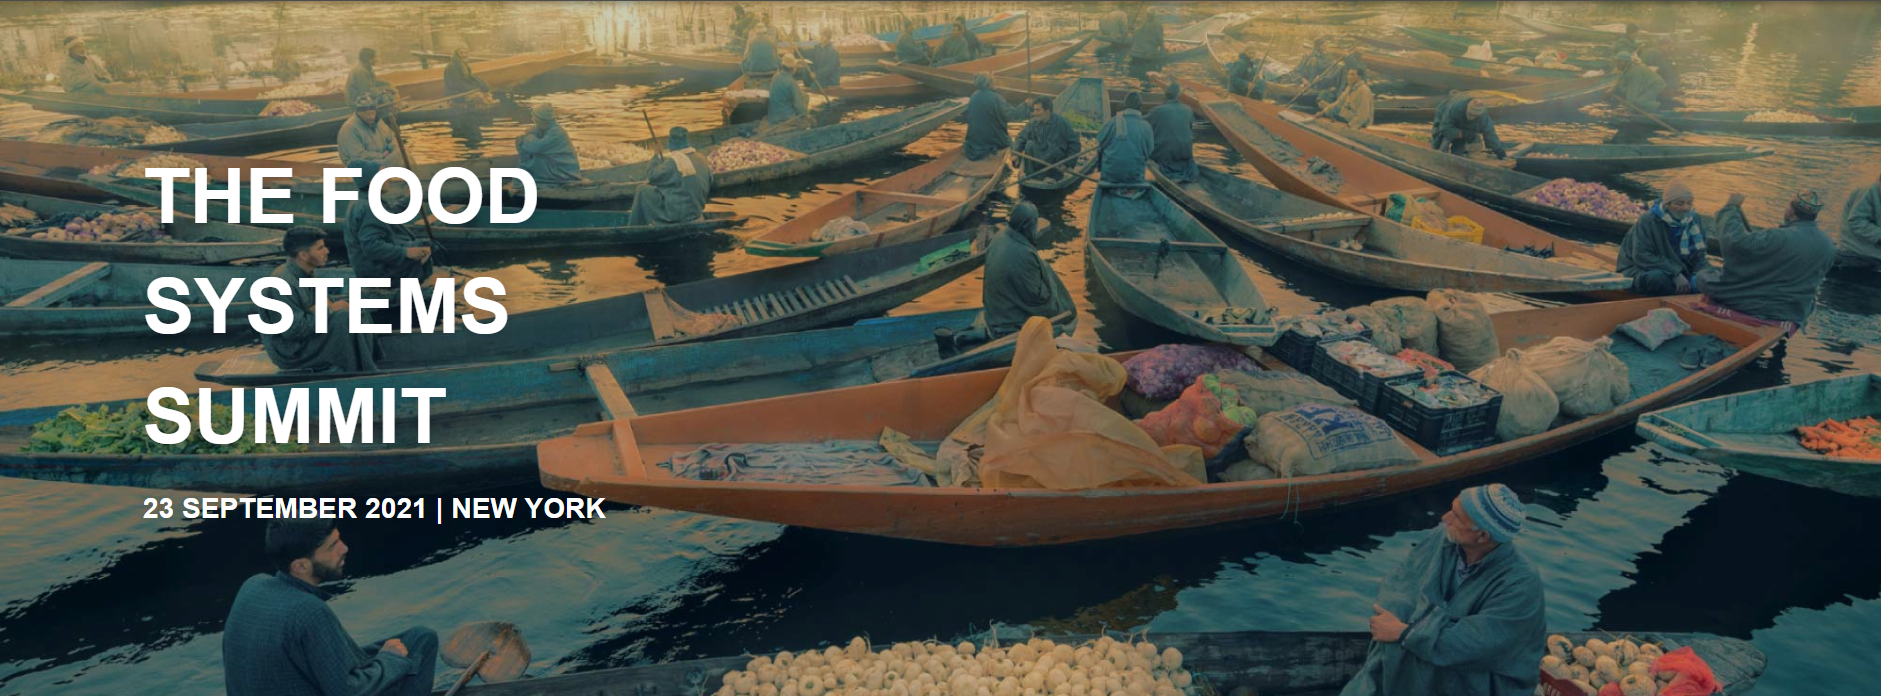 THE FOOD
SYSTEMS
SUMMIT
23 SEPTEMBER 2021 | NEW YORK